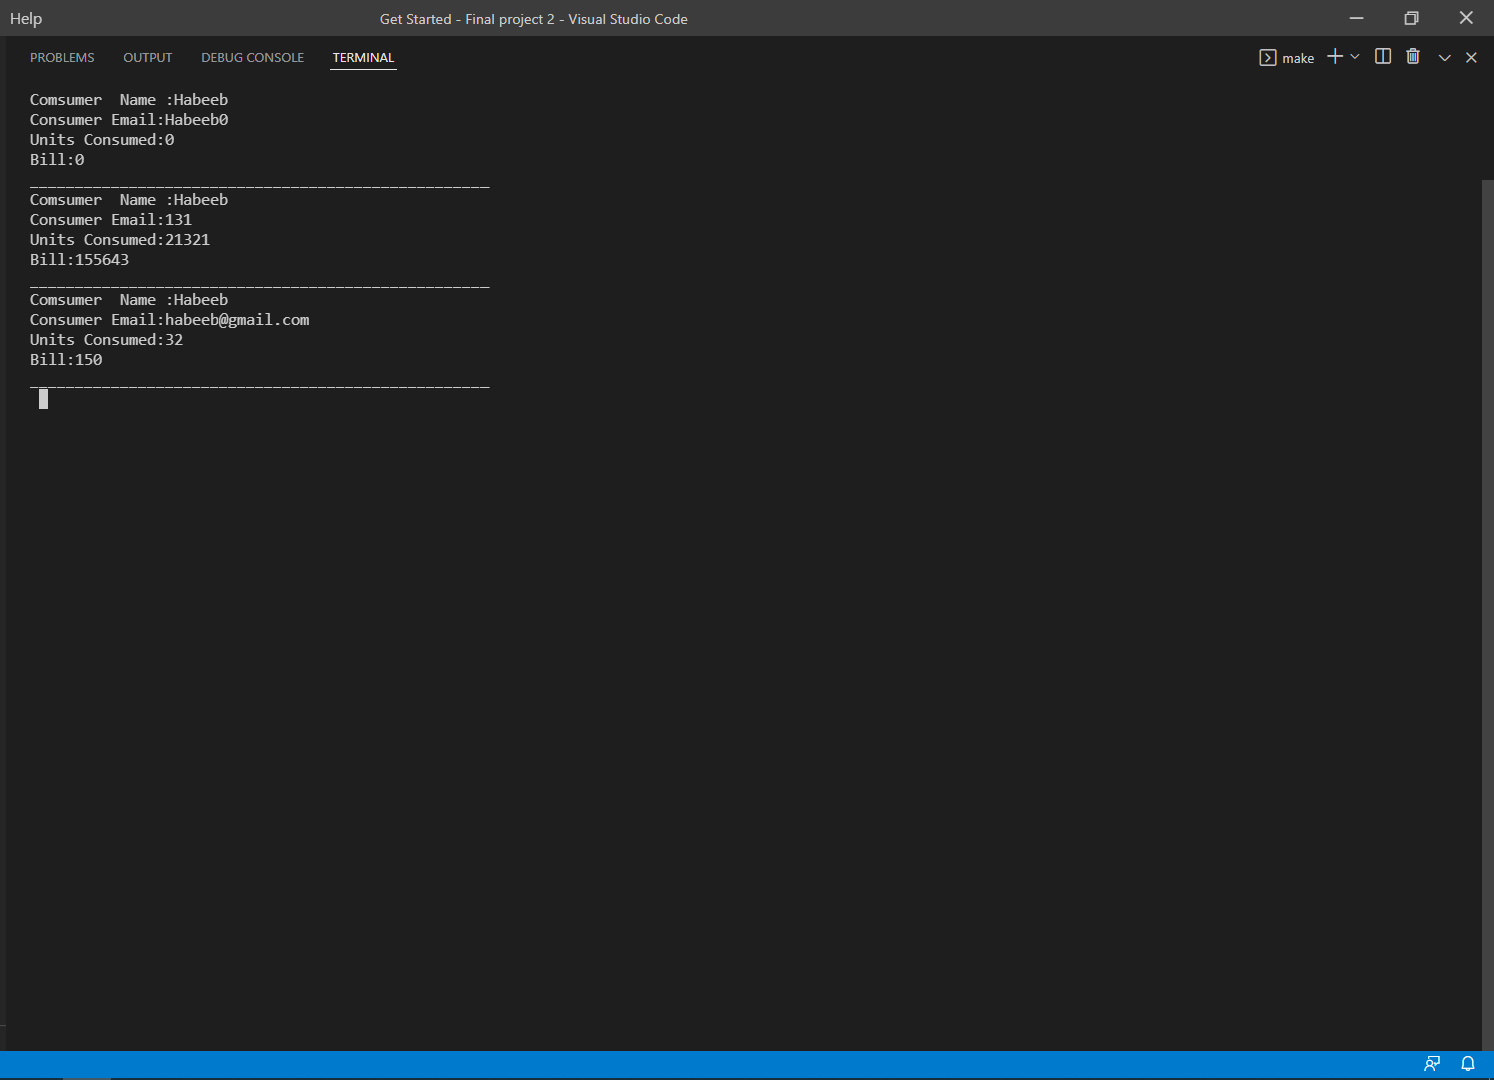 Help Get Started - Final project 2 - Visual Studio Code
PROBLEMS OUTPUT DEBUG CONSOLE TERMINAL make
Comsumer  Name :Habeeb
Consumer Email:Habeeb0
Units Consumed:0
Bill:0
___________________________________________________
Comsumer  Name :Habeeb
Consumer Email:131
Units Consumed:21321
Bill:155643
___________________________________________________
Comsumer  Name :Habeeb
Consumer Email:habeeb@gmail.com
Units Consumed:32
Bill:150
___________________________________________________